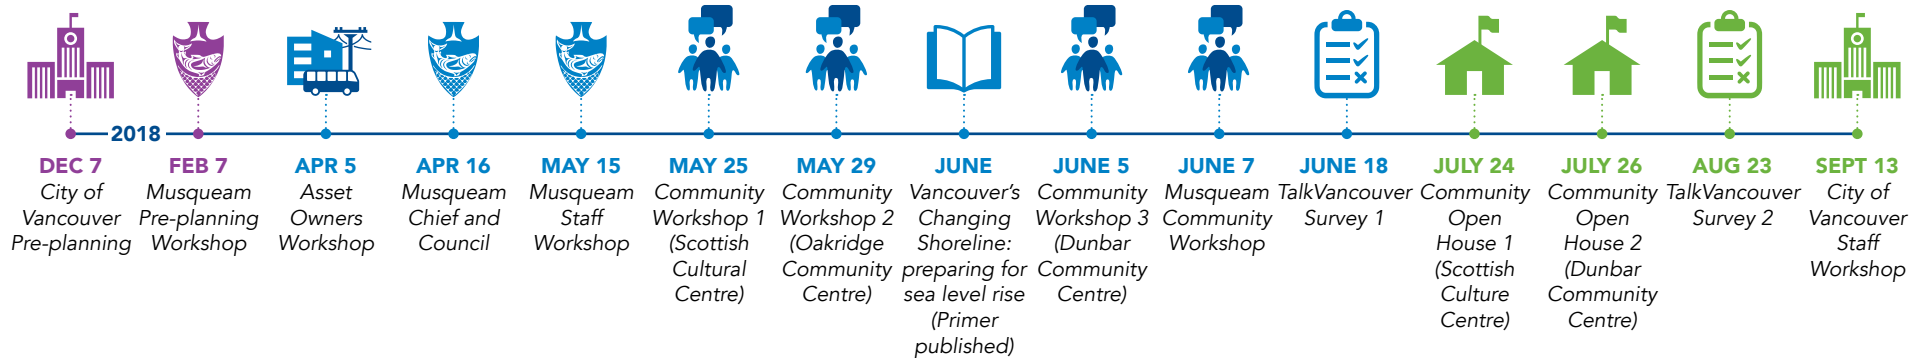 2018
DEC 7
City of
Vancouver
Pre-planning
FEB 7
Musqueam
Pre-planning
Workshop
APR 5
Asset
Owners
Workshop
APR 16
Musqueam
Chief and
Council
MAY 15
Musqueam
Staff
Workshop
MAY 25
Community
Workshop 1
(Scottish
Cultural
Centre)
MAY 29
Community
Workshop 2
(Oakridge
Community
Centre)
JUNE
Vancouver’s
Changing
Shoreline:
preparing for
sea level rise
(Primer
published)
JUNE 5
Community
Workshop 3
(Dunbar
Community
Centre)
JUNE 7
Musqueam
Community
Workshop
JUNE 18
TalkVancouver
Survey 1
JULY 24
Community
Open
House 1
(Scottish
Culture
Centre)
JULY 26
Community
Open
House 2
(Dunbar
Community
Centre)
AUG 23
TalkVancouver
Survey 2
SEPT 13
City of
Vancouver
Staff
Workshop